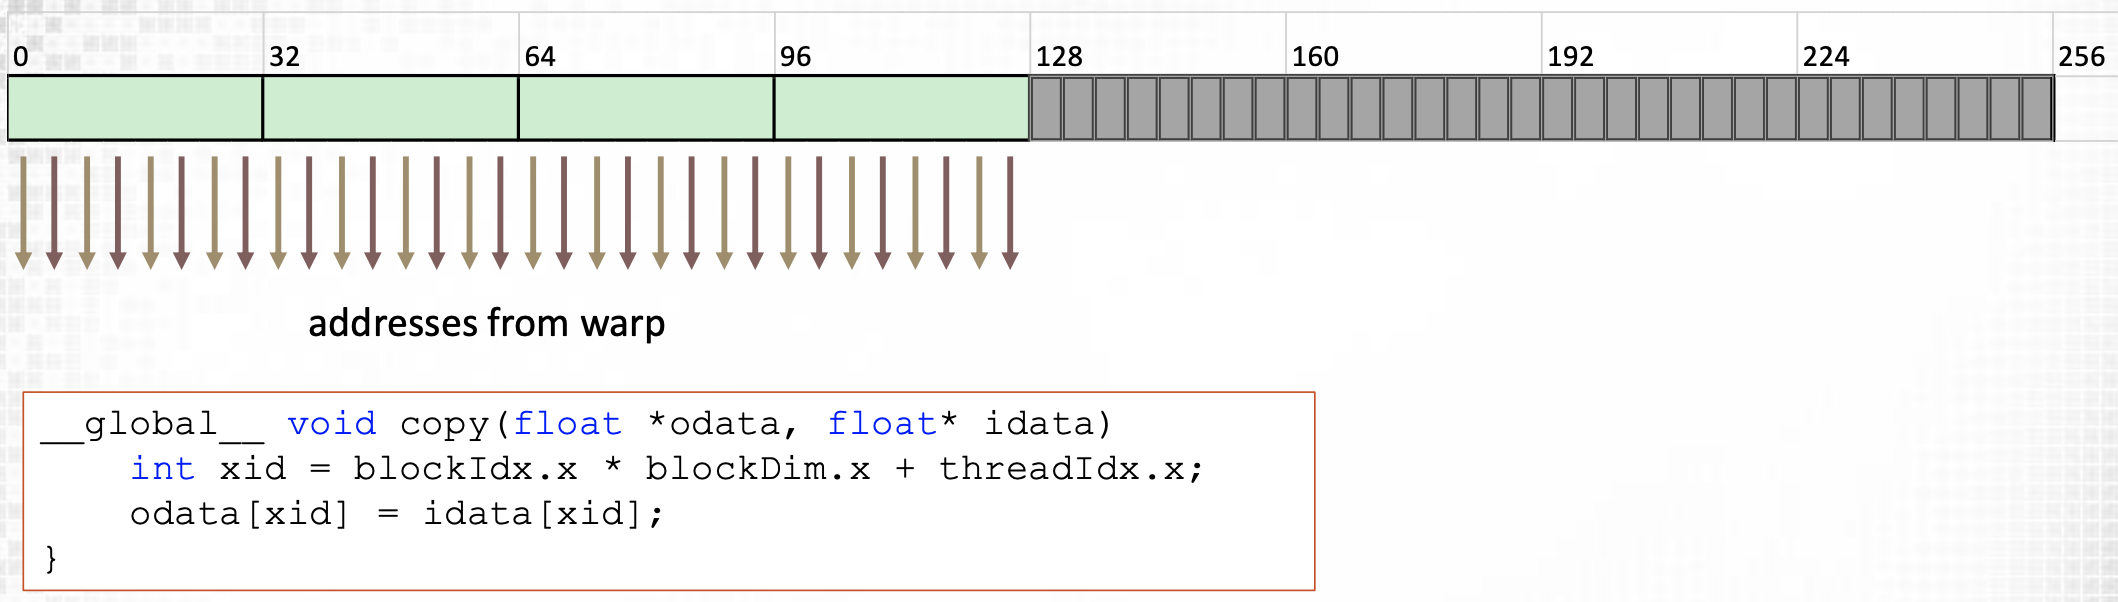 0 32 64 96 128 160 192 224 256
addresses from warp
__global__ void copy(float *odata, float* idata)
    int xid = blockIdx.x * blockDim.x + threadIdx.x;
    odata[xid] = idata[xid];
}